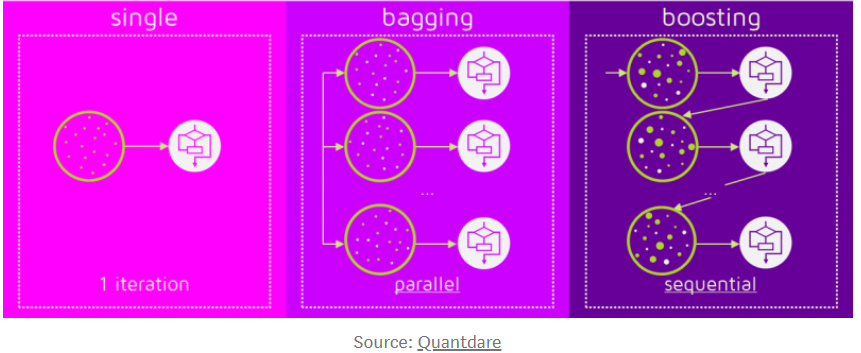 single
bagging
boosting
...
...
1 iteration
parallel
sequential
Source: Quantdare